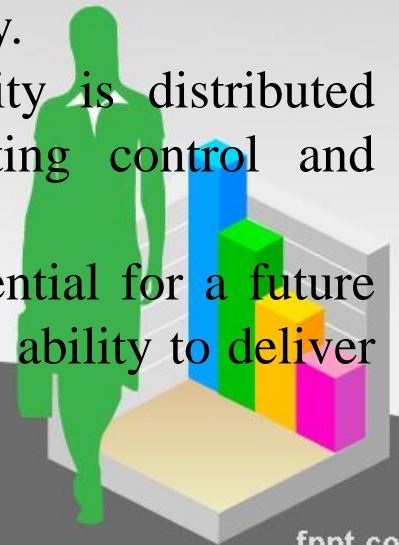 y.
ity is distributed
ting control and
ential for a future
ability to deliver
fppt.co